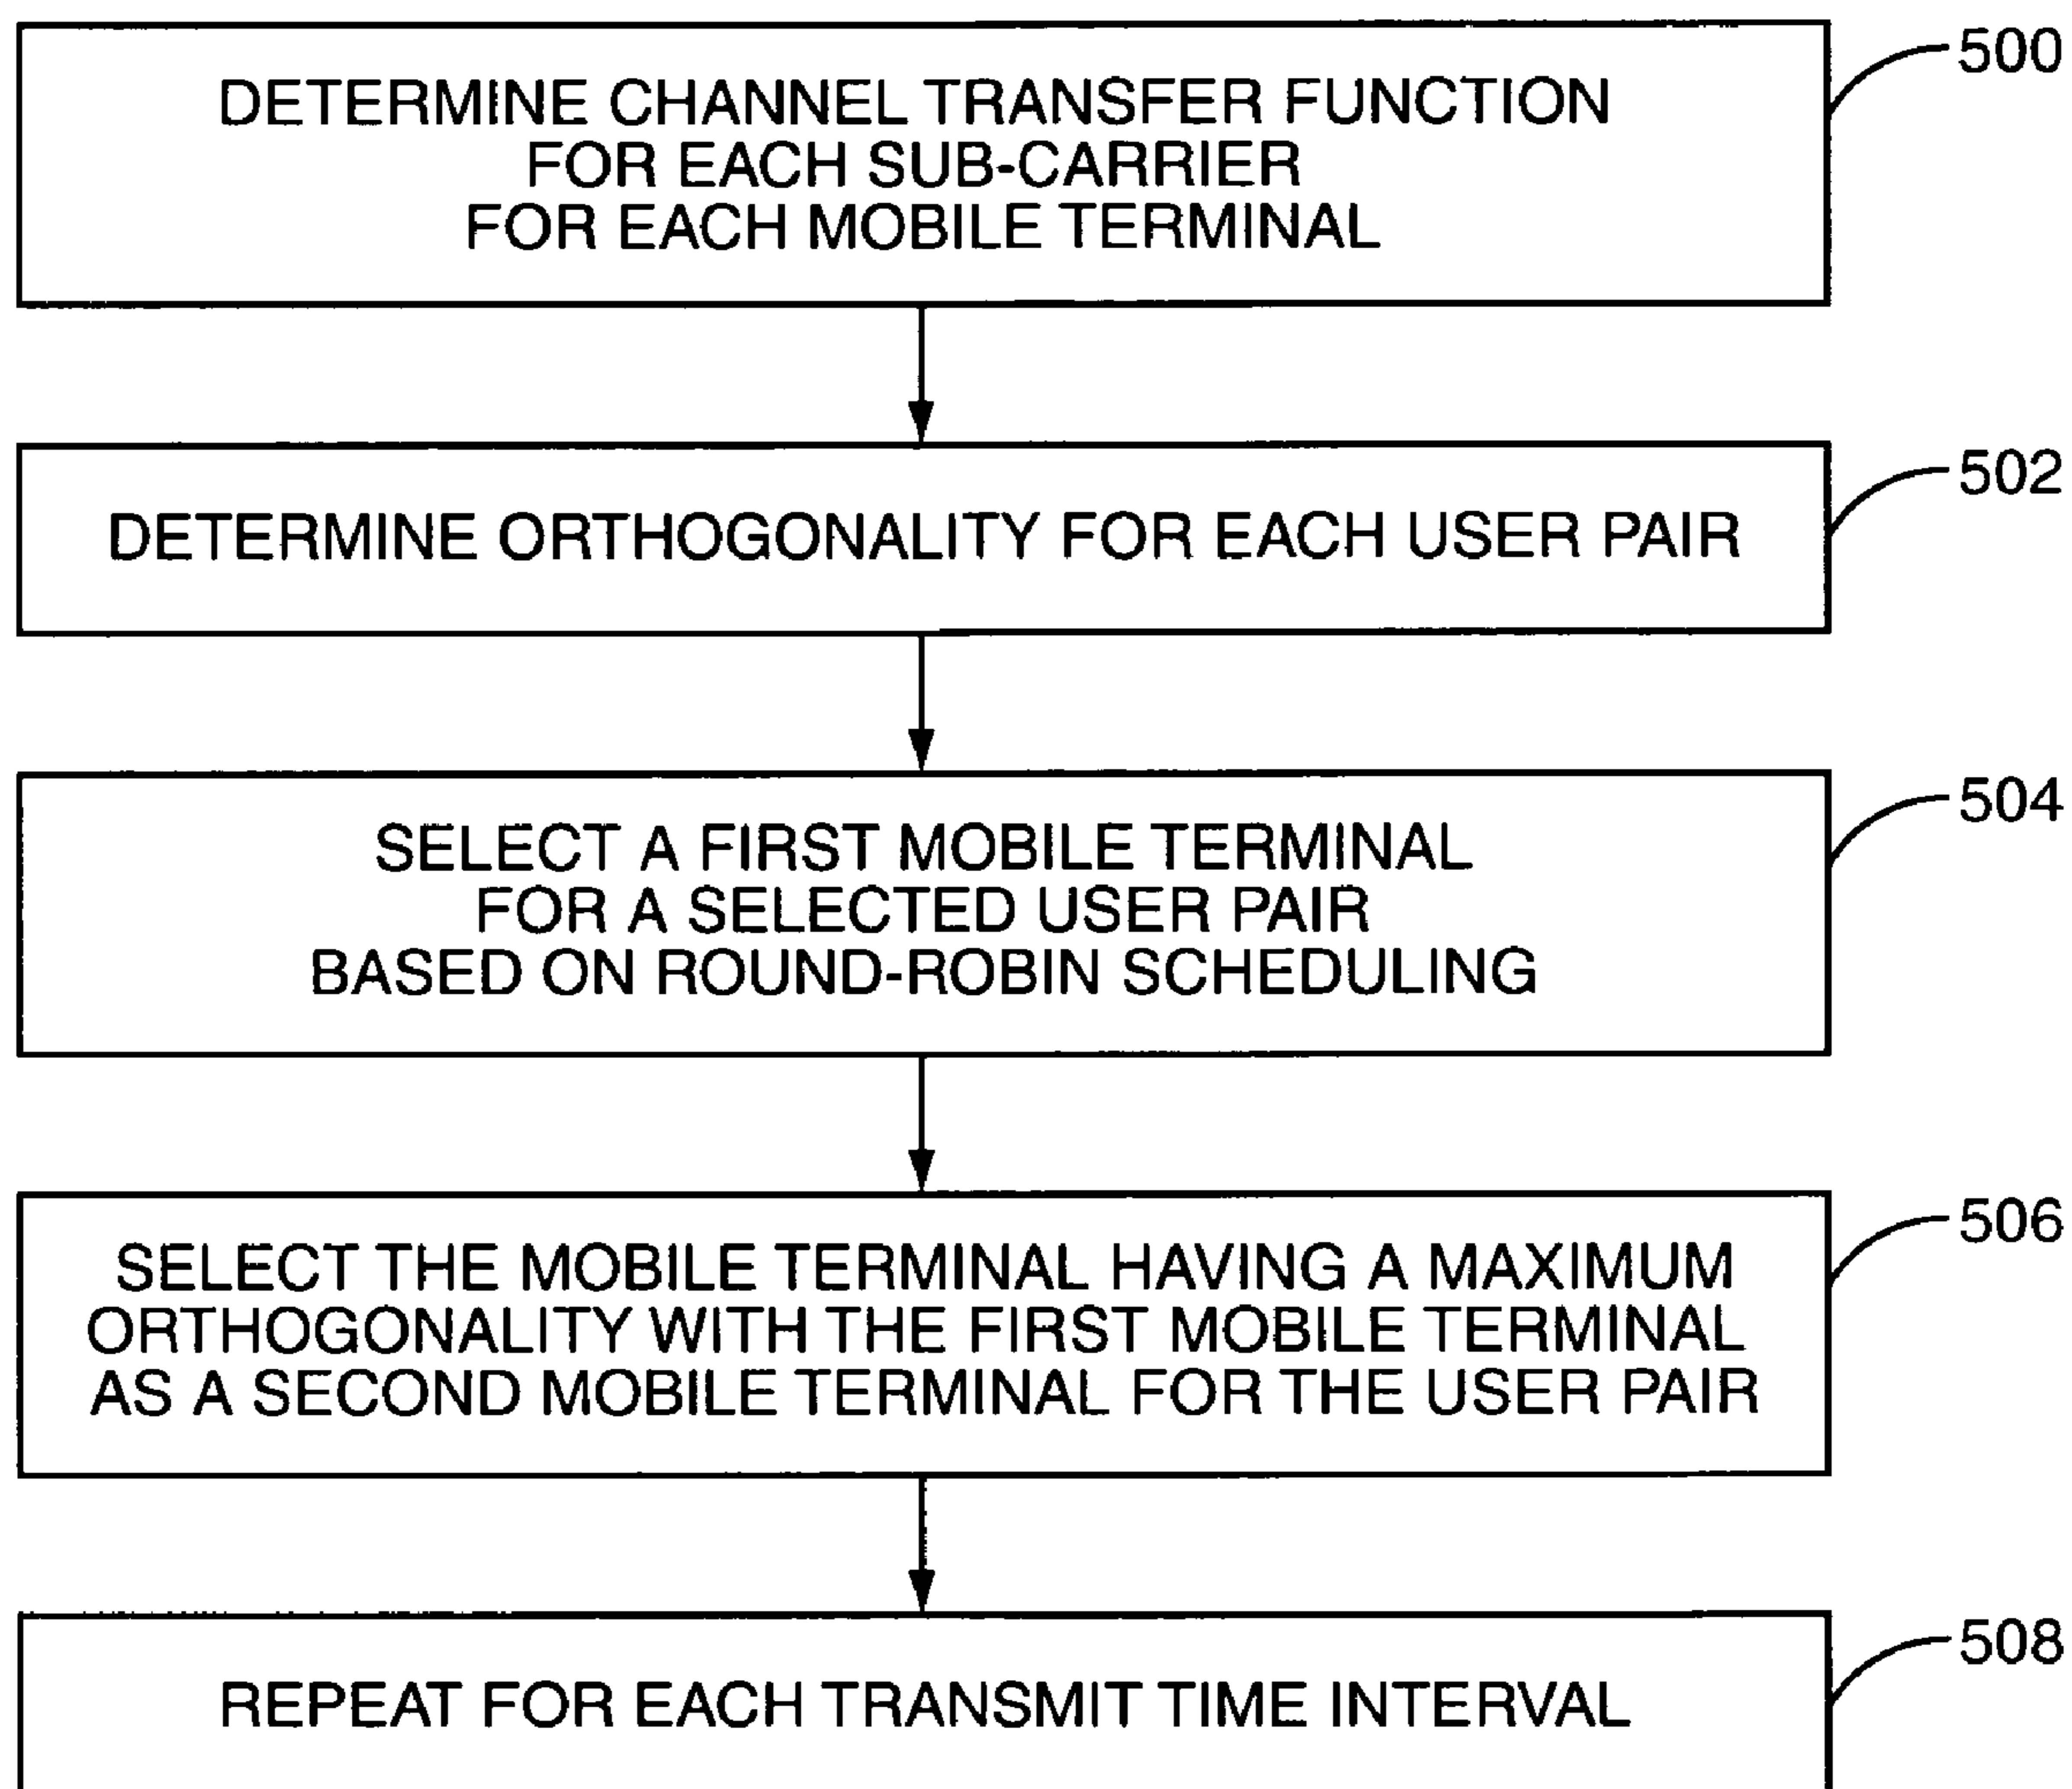 500
DETERMINE CHANNEL TRANSFER FUNCTION
FOR EACH SUB-CARRIER
FOR EACH MOBILE TERMINAL
502
DETERMINE ORTHOGONALITY FOR EACH USER PAIR
504
SELECT A FIRST MOBILE TERMINAL
FOR A SELECTED USER PAIR
BASED ON ROUND-ROBIN SCHEDULING
506
SELECT THE MOBILE TERMINAL HAVING A MAXIMUM
ORTHOGONALITY WITH THE FIRST MOBILE TERMINAL
AS A SECOND MOBILE TERMINAL FOR THE USER PAIR
508
REPEAT FOR EACH TRANSMIT TIME INTERVAL